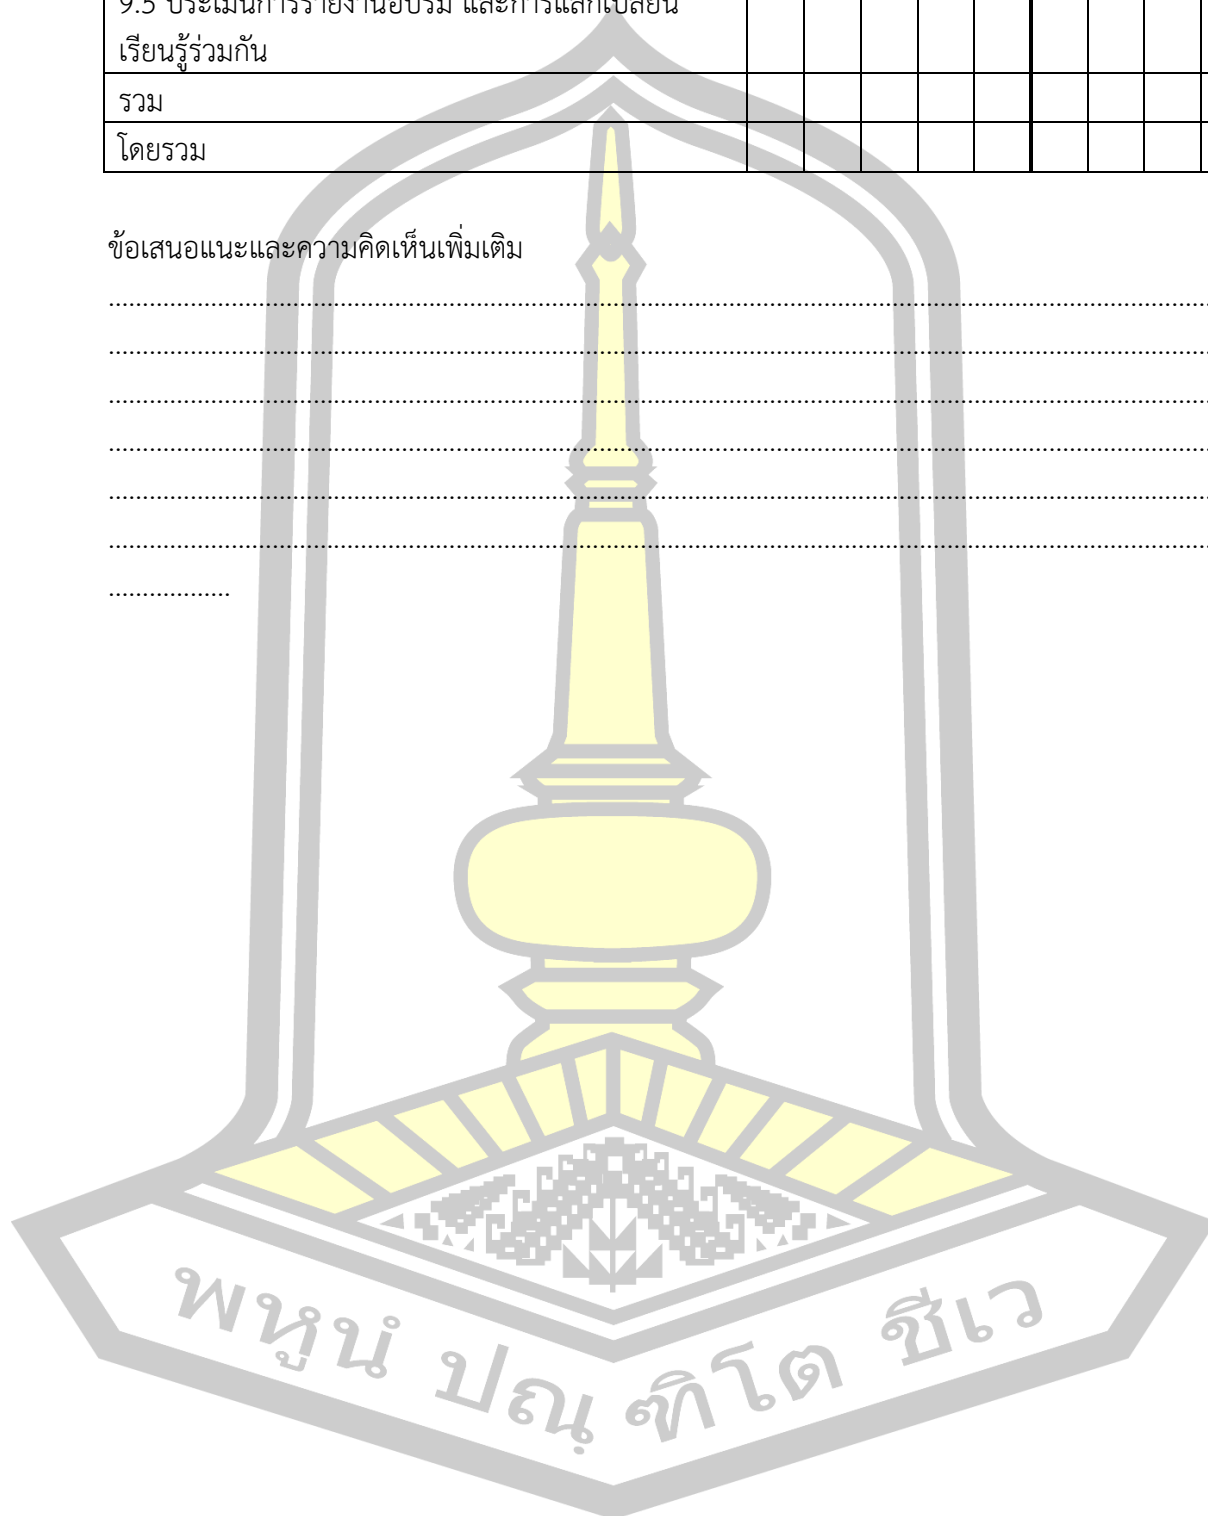 9.5 ประเมินการรายงานอบรม และการแลกเปลี่ยน
เรียนรู้ร่วมกัน
รวม
โดยรวม
ข้อเสนอแนะและความคิดเห็นเพิ่มเติม
................................................................................................................................................................
................................................................................................................................................................
................................................................................................................................................................
................................................................................................................................................................
................................................................................................................................................................
................................................................................................................................................................
..................
พหูนํ ปณฺฑิโต ชีเว